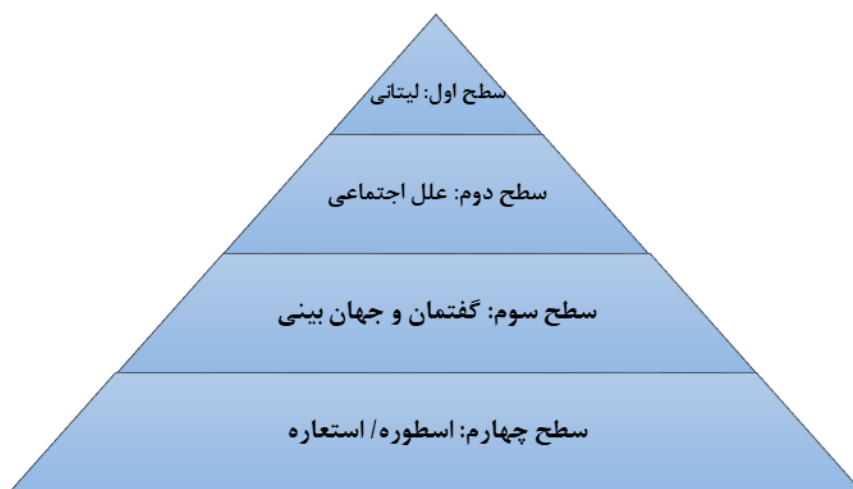 سطح اول: لیتانی
سطح دوم: علل اجتماعی
سطح سوم: گفتمان و جهان بینی
سطح چهارم: اسطوره/ استعاره